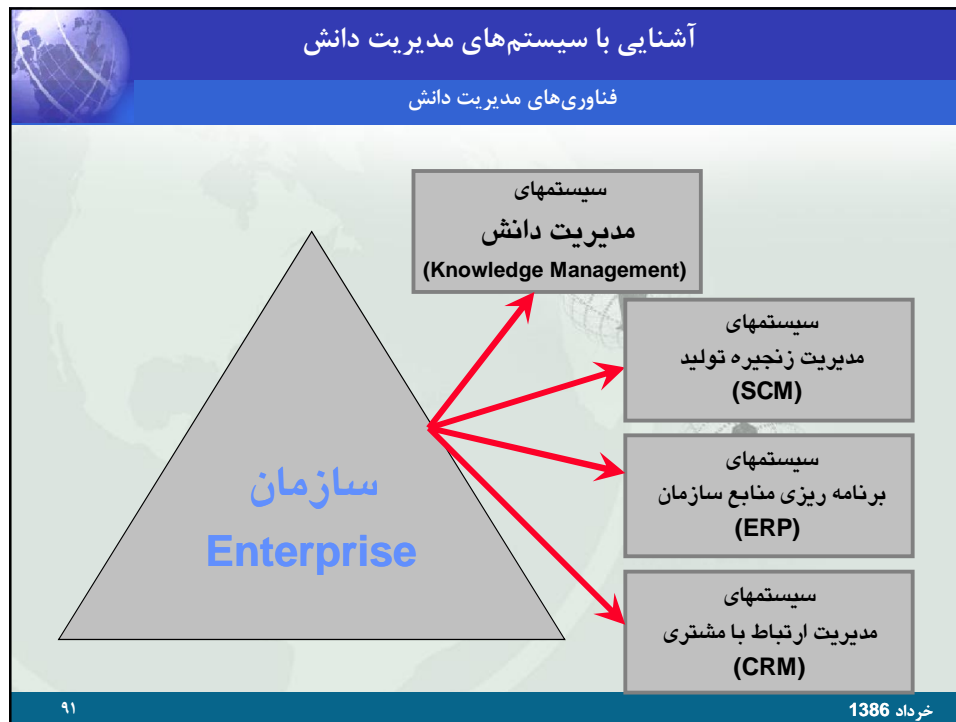 آشنایی با سیستم‌های مدیریت دانش
فناوری‌های مدیریت دانش
سیستمهای
مدیریت دانش
(Knowledge Management)
سیستمهای
مدیریت زنجیره تولید
(SCM)
سیستمهای
برنامه ریزی منابع سازمان
(ERP)
سیستمهای
مدیریت ارتباط با مشتری
(CRM)
سازمان
Enterprise
خرداد 1386
۹۱